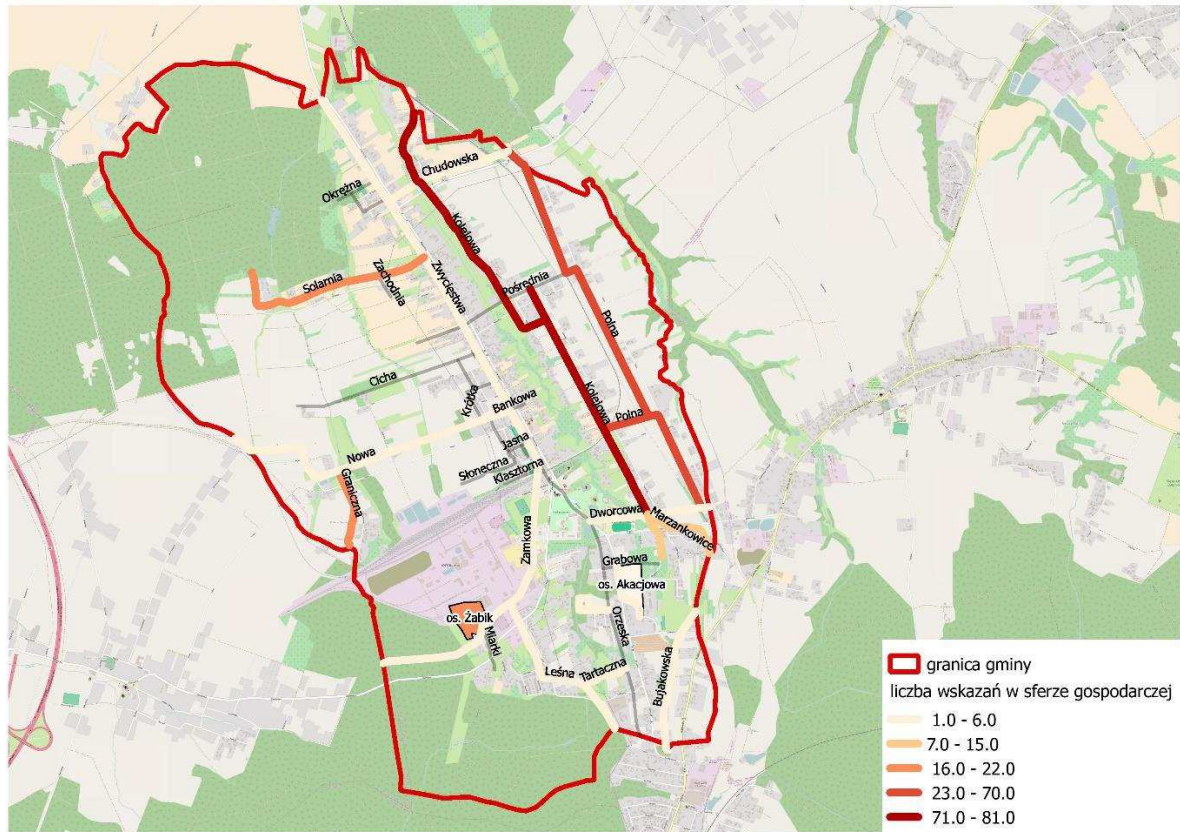 Chudowska
Okrężna
Kolejowa
Solarnia
Zachodnia
Zwycięstwa
Pośrednia
Polna
Cicha
Krótka
Bankowa
Kolejowa
Polna
Jasna
Nowa
Słoneczna
Klasztorna
Graniczna
Dworcowa
Marzankowice
Zamkowa
Grabowa
os. Akacjowa
os. Żabik
Miarki
Orzeska
Leśna
Tartaczna
Bujakowska
granica gminy
liczba wskazań w sferze gospodarczej
1.0 - 6.0
7.0 - 15.0
16.0 - 22.0
23.0 - 70.0
71.0 - 81.0